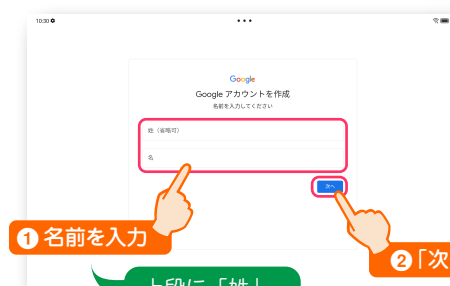 10:30
Google
Google アカウントを作成
名前を入力してください
姓（省略可）
名
次へ
1 名前を入力
2 「次
上段に「姓」